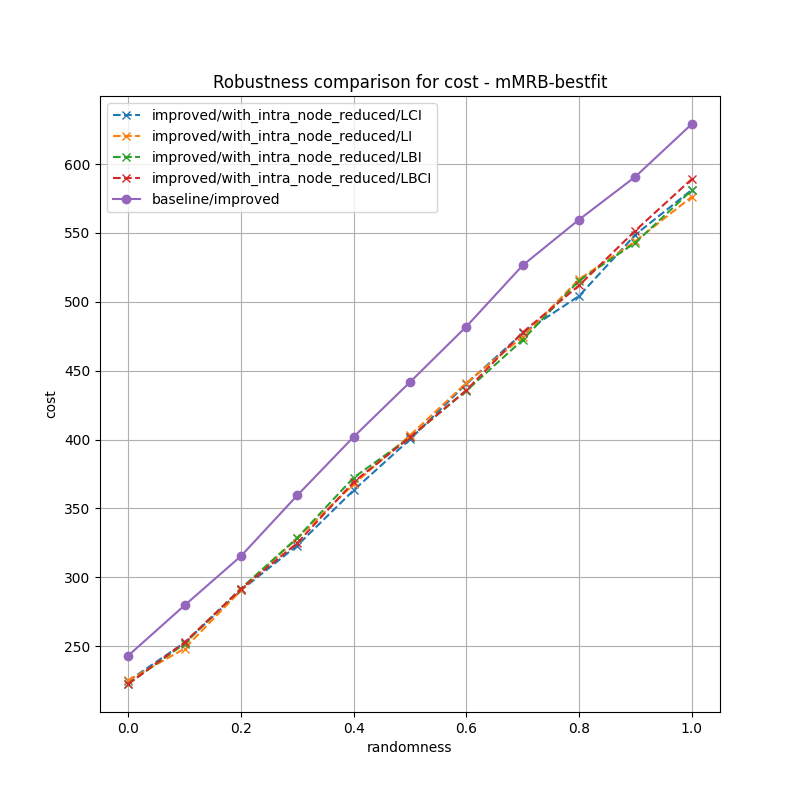 Robustness comparison for cost - mMRB-bestfit
improved/with_intra_node_reduced/LCI
improved/with_intra_node_reduced/LI
improved/with_intra_node_reduced/LBI
improved/with_intra_node_reduced/LBCI
baseline/improved
600
550
500
450
400
350
300
250
cost
0.0 0.2 0.4 0.6 0.8 1.0
randomness